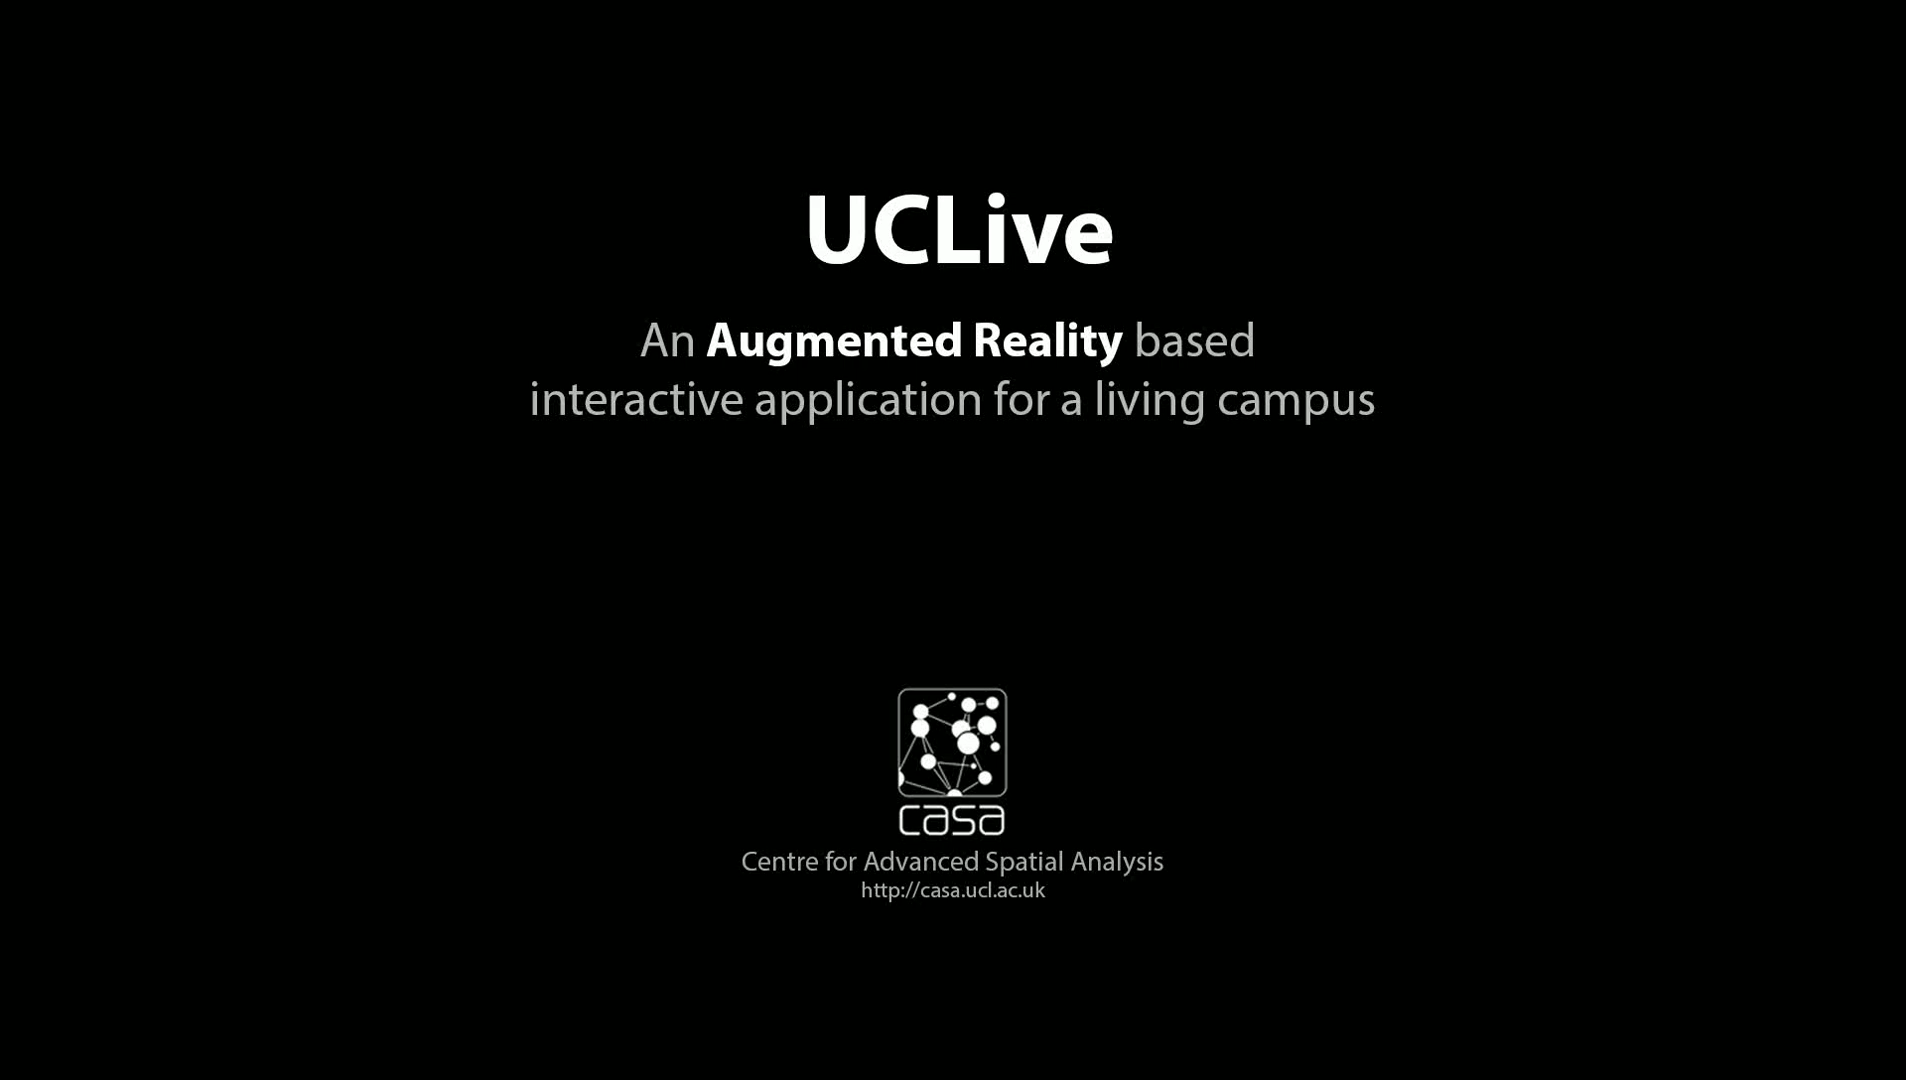 UCLive
An Augmented Reality based
interactive application for a living campus
casa
Centre for Advanced Spatial Analysis
http://casa.ucl.ac.uk